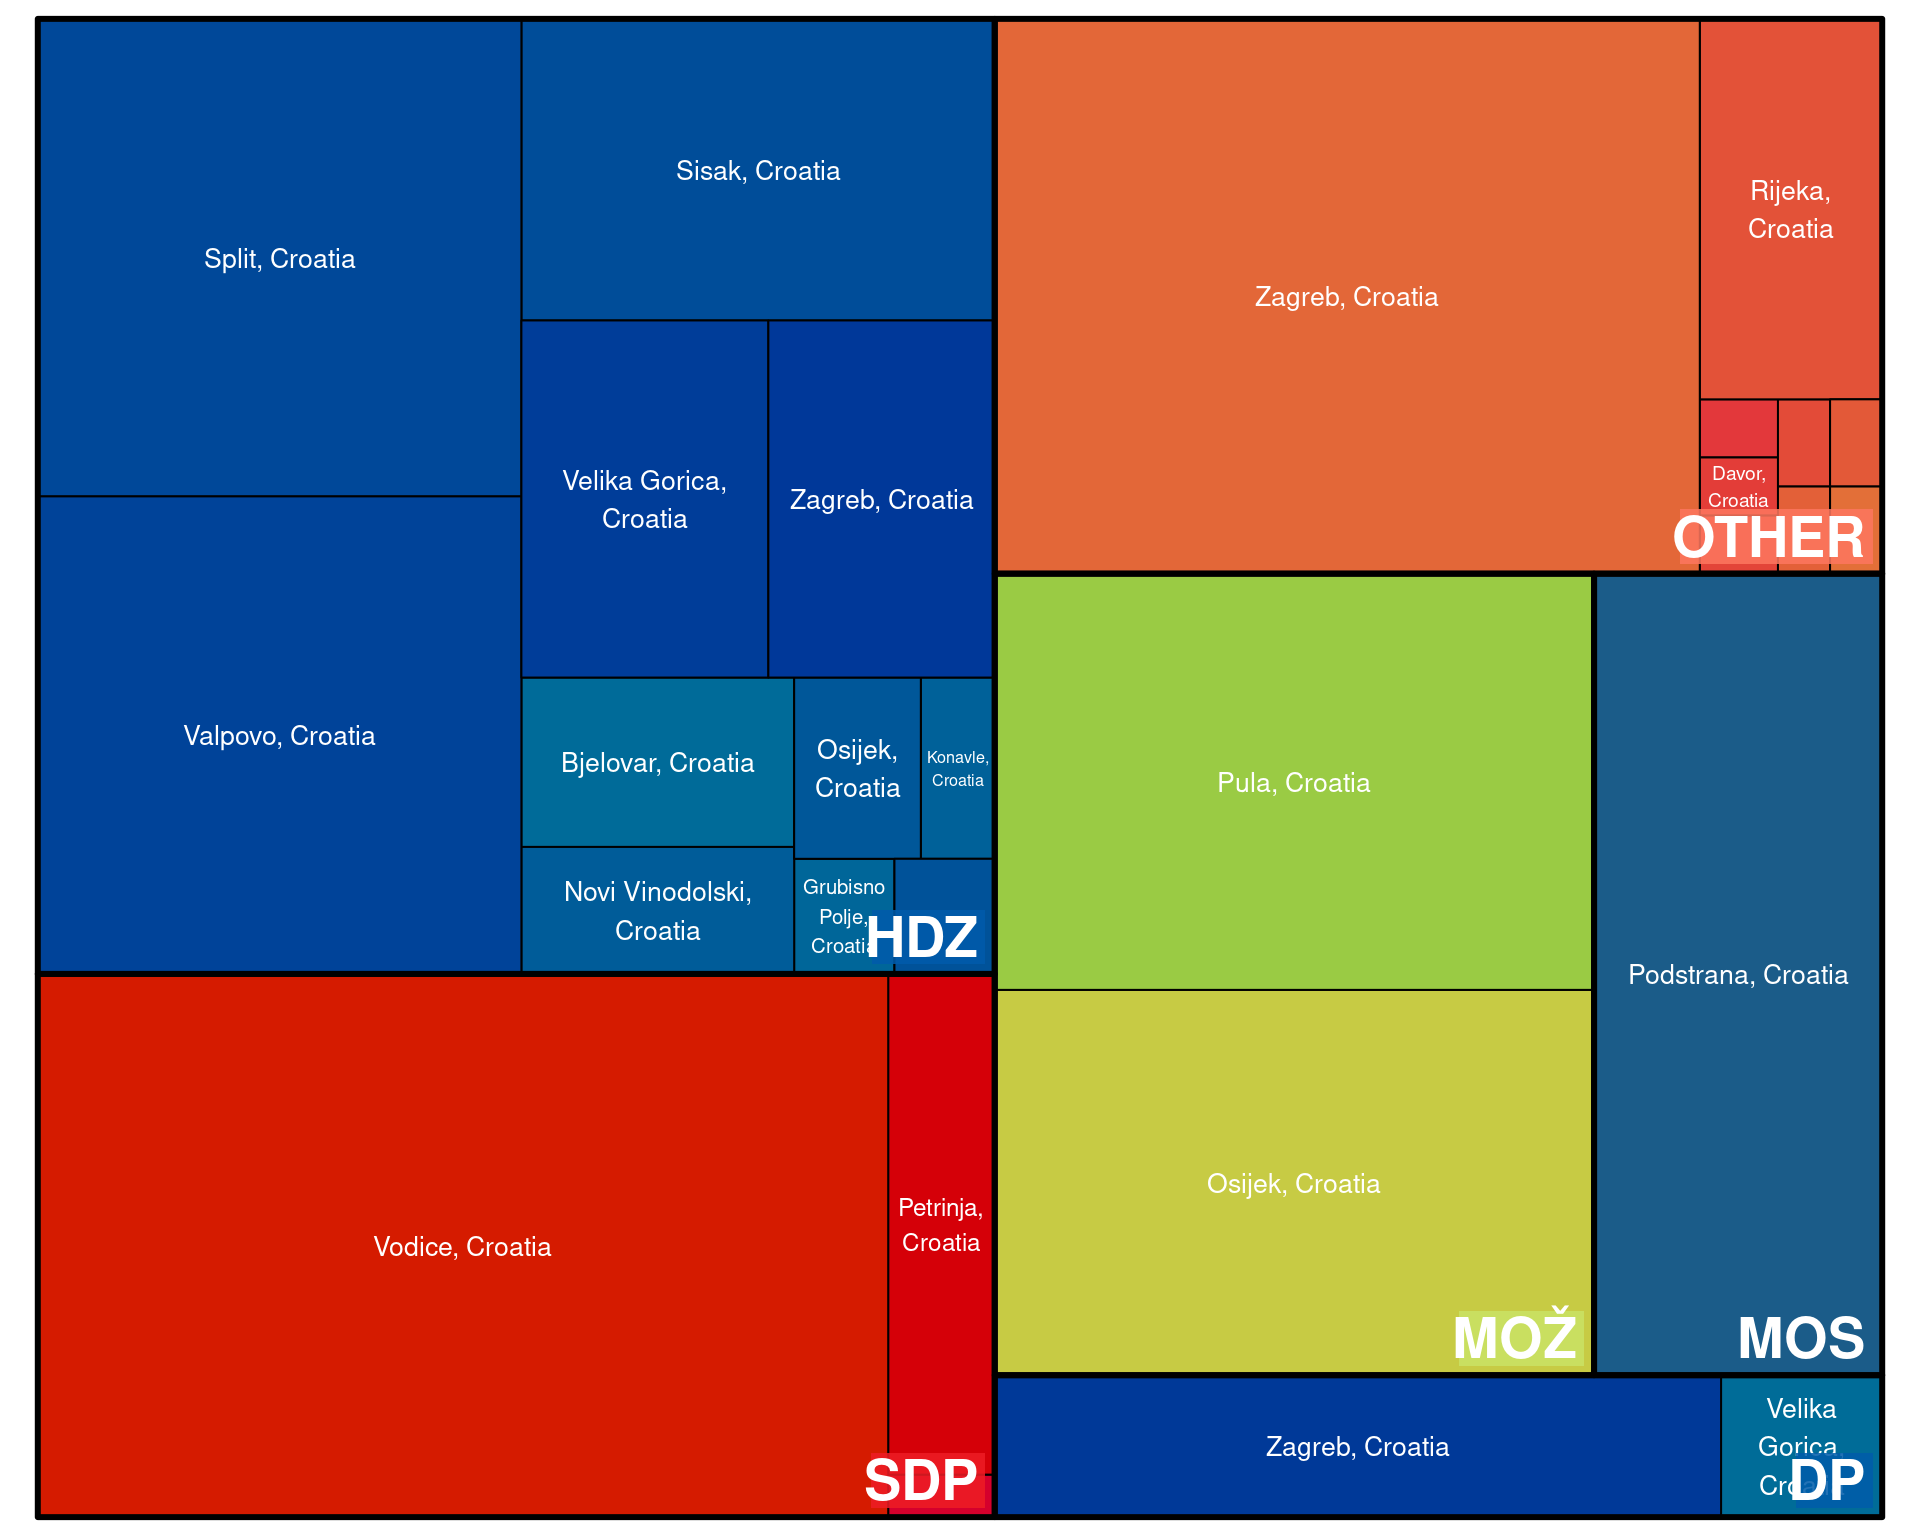 Split, Croatia
Sisak, Croatia
Velika Gorica,
Croatia
Zagreb, Croatia
Valpovo, Croatia
Bjelovar, Croatia
Osijek,
Croatia
Konavle,
Croatia
Novi Vinodolski,
Croatia
Grubisno
Polje,
Croatia
HDZ
Vodice, Croatia
Petrinja,
Croatia
SDP
Zagreb, Croatia
Rijeka,
Croatia
Davor,
Croatia
OTHER
Pula, Croatia
Osijek, Croatia
MOŽ
Podstrana, Croatia
MOS
Zagreb, Croatia
Velika
Gorica,
Croatia
DP